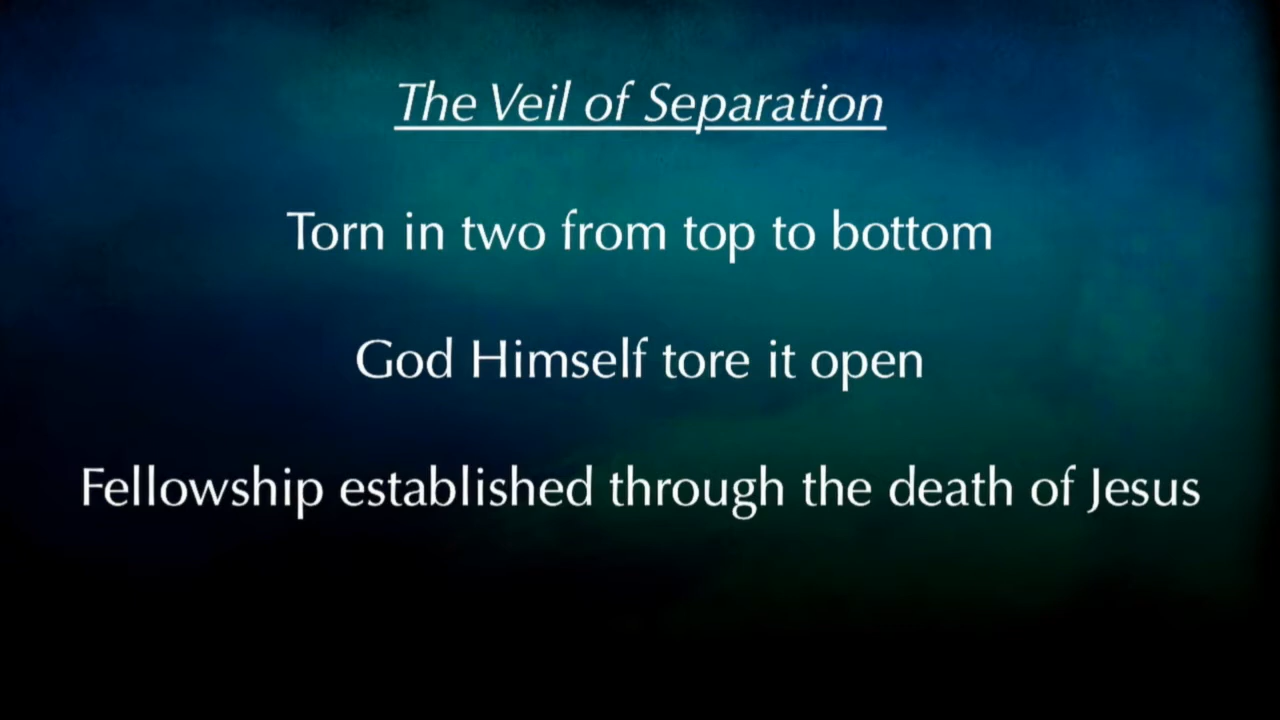 The Veil of Separation
Torn in two from top to bottom
God Himself tore it open
Fellowship established through the death of Jesus